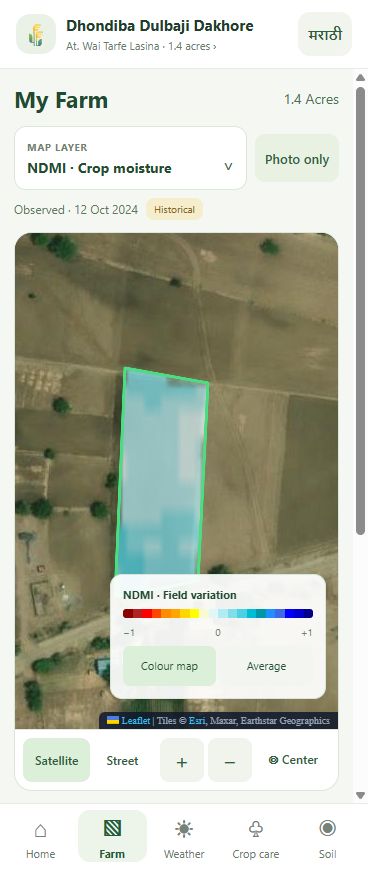 Dhondiba Dulbaji Dakhore
At. Wai Tarfe Lasina · 1.4 acres ›
मराठी
My Farm
1.4 Acres
MAP LAYER
NDMI · Crop moisture
Photo only
Observed · 12 Oct 2024
Historical
NDMI · Field variation
−1 0 +1
Colour map
Average
Leaflet | Tiles © Esri, Maxar, Earthstar Geographics
Satellite
Street
+
−
Center
Home
Farm
Weather
Crop care
Soil